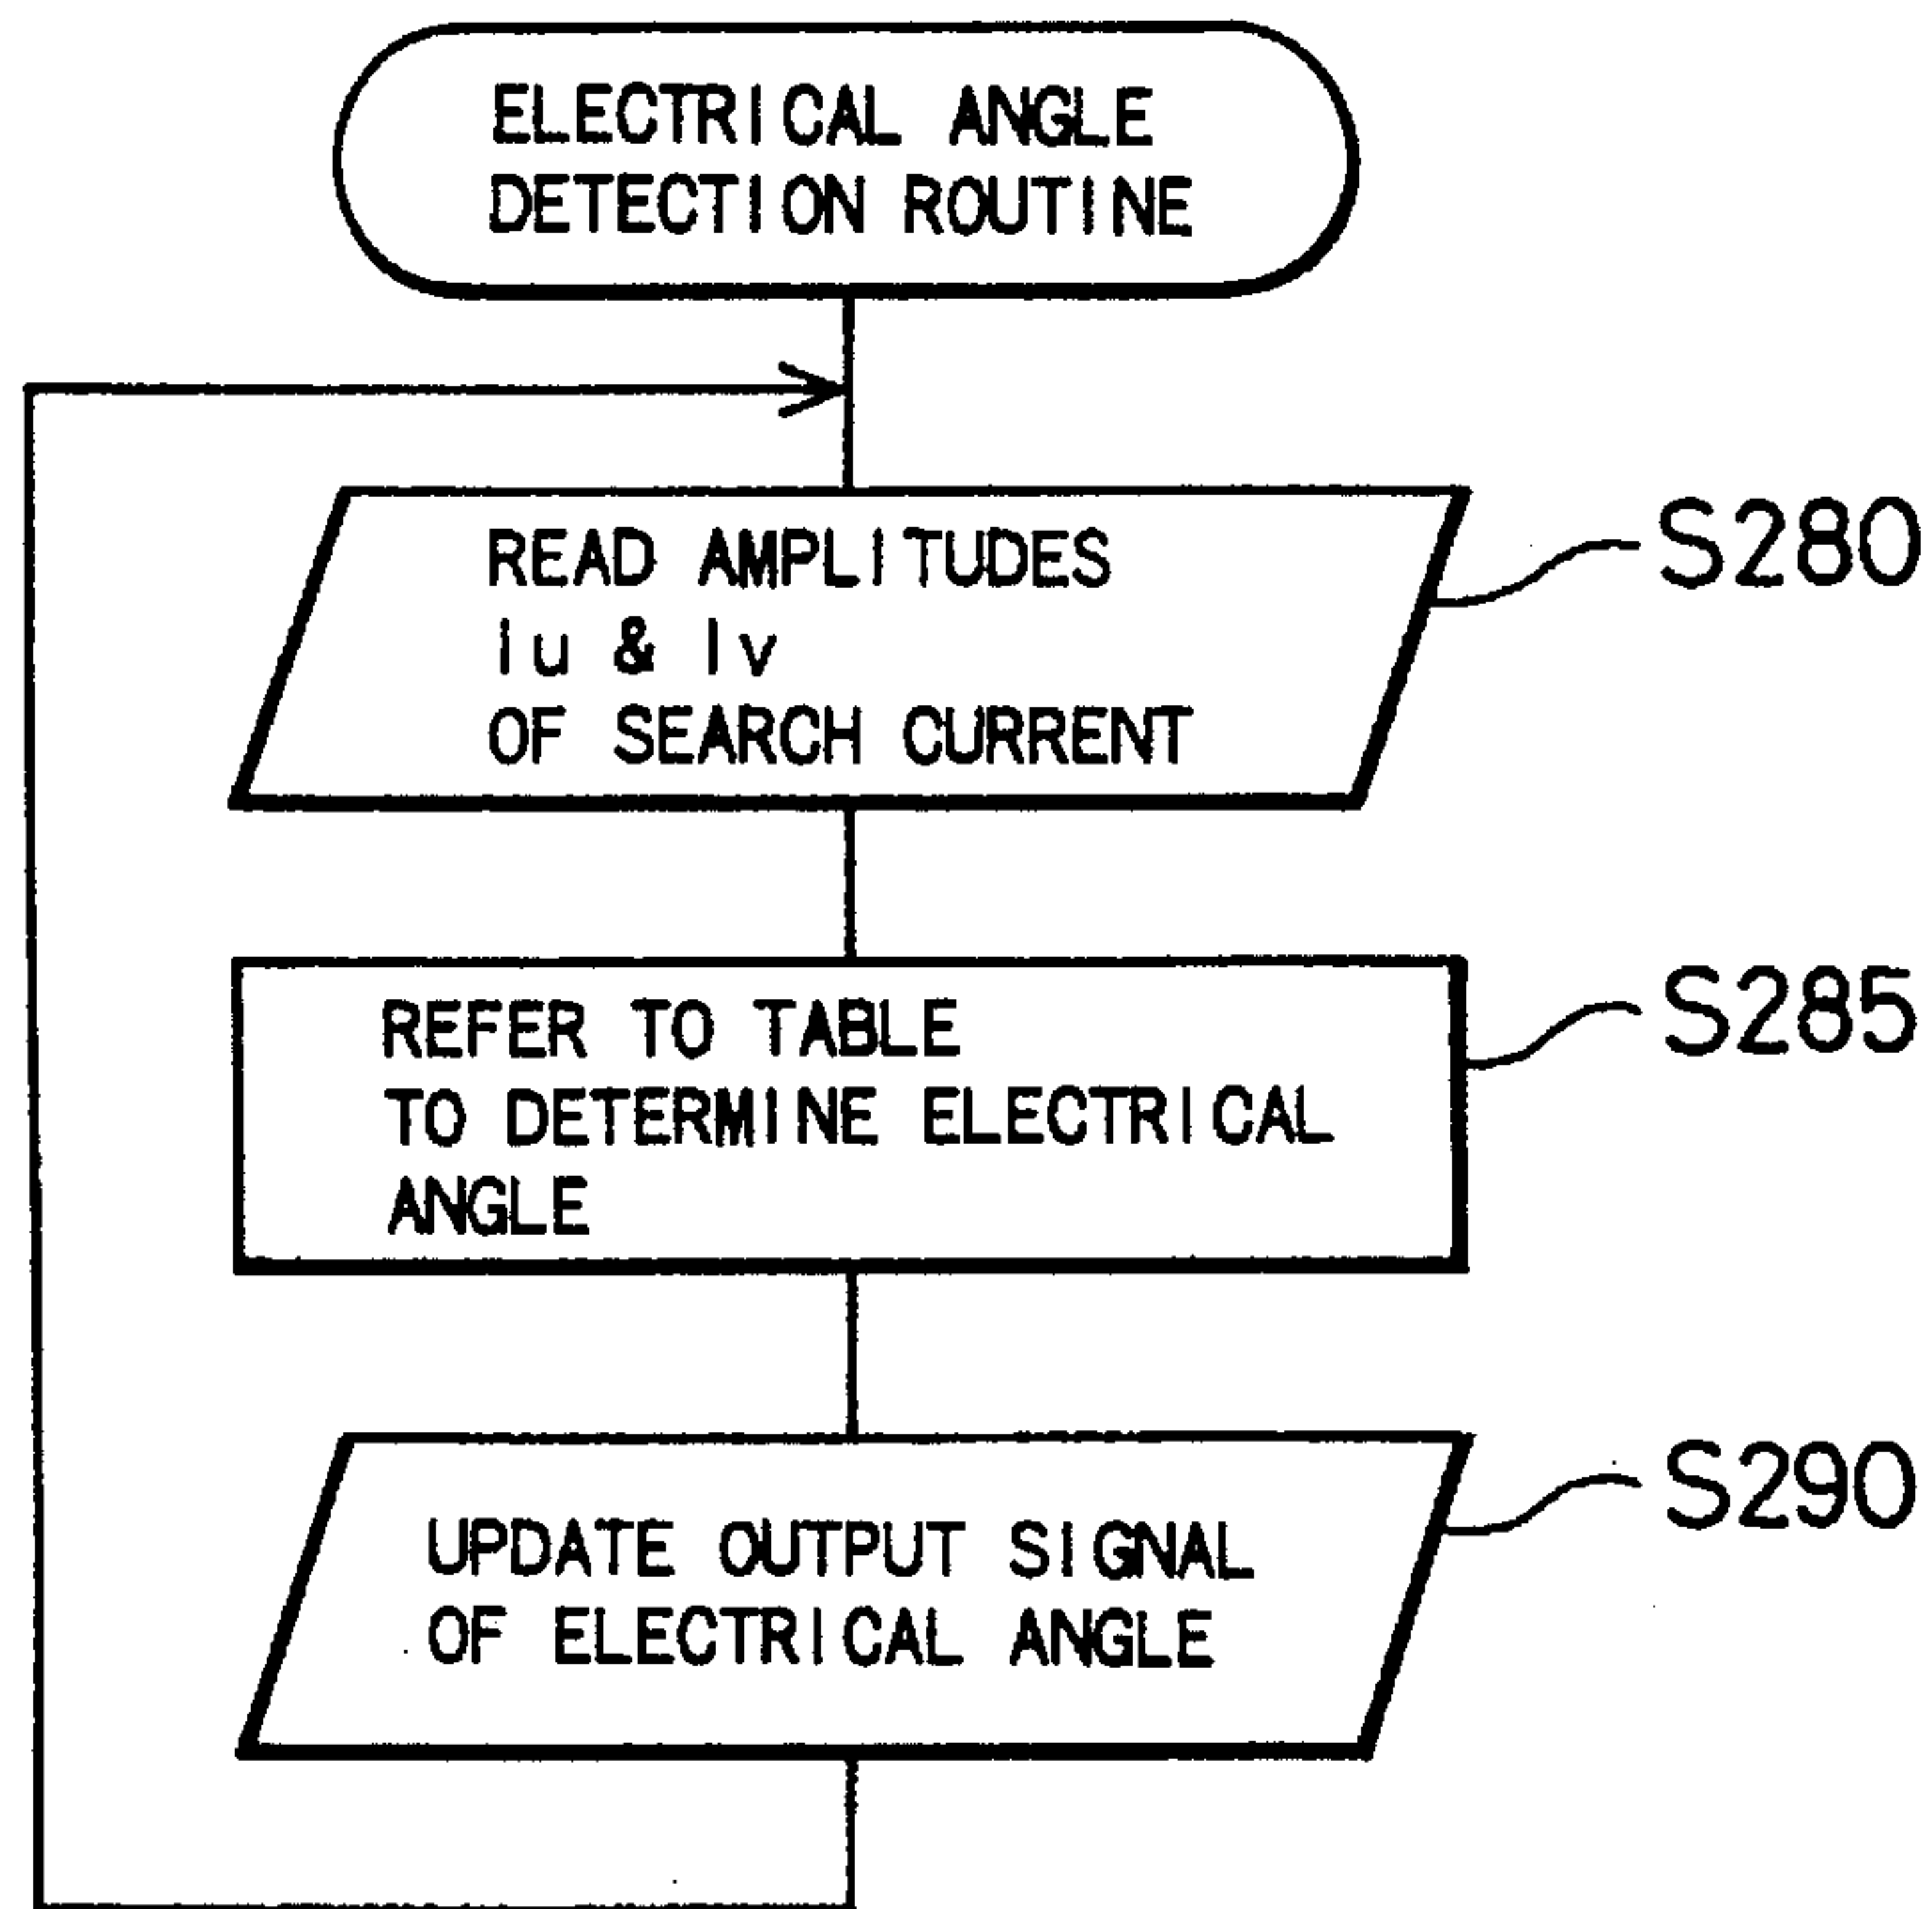 ELECTRICAL ANGLE
DETECTION ROUTINE
READ AMPLITUDES
Iu & Iv
OF SEARCH CURRENT
S280
REFER TO TABLE
TO DETERMINE ELECTRICAL
ANGLE
S285
UPDATE OUTPUT SIGNAL
OF ELECTRICAL ANGLE
S290